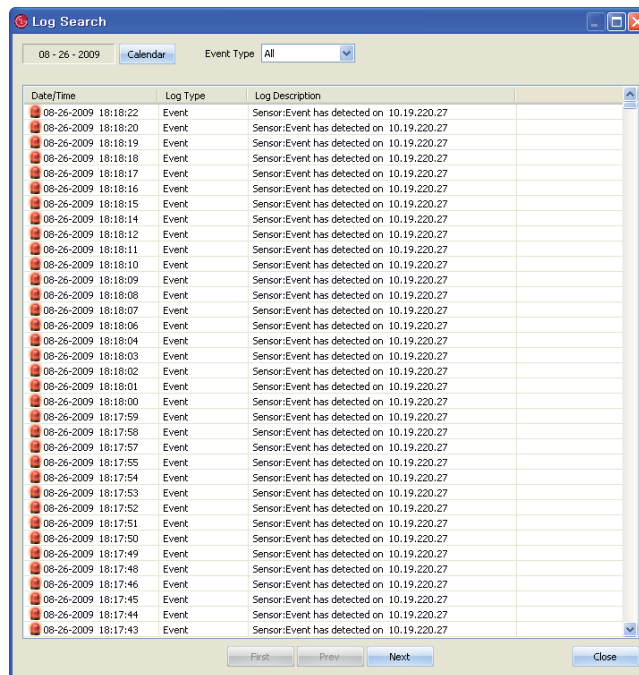 Log Search
08 - 26 - 2009 Calendar Event Type All
Date/Time Log Type Log Description
08-26-2009 18:18:22 Event Sensor:Event has detected on 10.19.220.27
08-26-2009 18:18:20 Event Sensor:Event has detected on 10.19.220.27
08-26-2009 18:18:19 Event Sensor:Event has detected on 10.19.220.27
08-26-2009 18:18:18 Event Sensor:Event has detected on 10.19.220.27
08-26-2009 18:18:17 Event Sensor:Event has detected on 10.19.220.27
08-26-2009 18:18:16 Event Sensor:Event has detected on 10.19.220.27
08-26-2009 18:18:15 Event Sensor:Event has detected on 10.19.220.27
08-26-2009 18:18:14 Event Sensor:Event has detected on 10.19.220.27
08-26-2009 18:18:12 Event Sensor:Event has detected on 10.19.220.27
08-26-2009 18:18:11 Event Sensor:Event has detected on 10.19.220.27
08-26-2009 18:18:10 Event Sensor:Event has detected on 10.19.220.27
08-26-2009 18:18:09 Event Sensor:Event has detected on 10.19.220.27
08-26-2009 18:18:08 Event Sensor:Event has detected on 10.19.220.27
08-26-2009 18:18:07 Event Sensor:Event has detected on 10.19.220.27
08-26-2009 18:18:06 Event Sensor:Event has detected on 10.19.220.27
08-26-2009 18:18:04 Event Sensor:Event has detected on 10.19.220.27
08-26-2009 18:18:03 Event Sensor:Event has detected on 10.19.220.27
08-26-2009 18:18:02 Event Sensor:Event has detected on 10.19.220.27
08-26-2009 18:18:01 Event Sensor:Event has detected on 10.19.220.27
08-26-2009 18:18:00 Event Sensor:Event has detected on 10.19.220.27
08-26-2009 18:17:59 Event Sensor:Event has detected on 10.19.220.27
08-26-2009 18:17:58 Event Sensor:Event has detected on 10.19.220.27
08-26-2009 18:17:57 Event Sensor:Event has detected on 10.19.220.27
08-26-2009 18:17:55 Event Sensor:Event has detected on 10.19.220.27
08-26-2009 18:17:54 Event Sensor:Event has detected on 10.19.220.27
08-26-2009 18:17:53 Event Sensor:Event has detected on 10.19.220.27
08-26-2009 18:17:52 Event Sensor:Event has detected on 10.19.220.27
08-26-2009 18:17:51 Event Sensor:Event has detected on 10.19.220.27
08-26-2009 18:17:50 Event Sensor:Event has detected on 10.19.220.27
08-26-2009 18:17:49 Event Sensor:Event has detected on 10.19.220.27
08-26-2009 18:17:48 Event Sensor:Event has detected on 10.19.220.27
08-26-2009 18:17:46 Event Sensor:Event has detected on 10.19.220.27
08-26-2009 18:17:45 Event Sensor:Event has detected on 10.19.220.27
08-26-2009 18:17:44 Event Sensor:Event has detected on 10.19.220.27
08-26-2009 18:17:43 Event Sensor:Event has detected on 10.19.220.27
First Prev Next Close